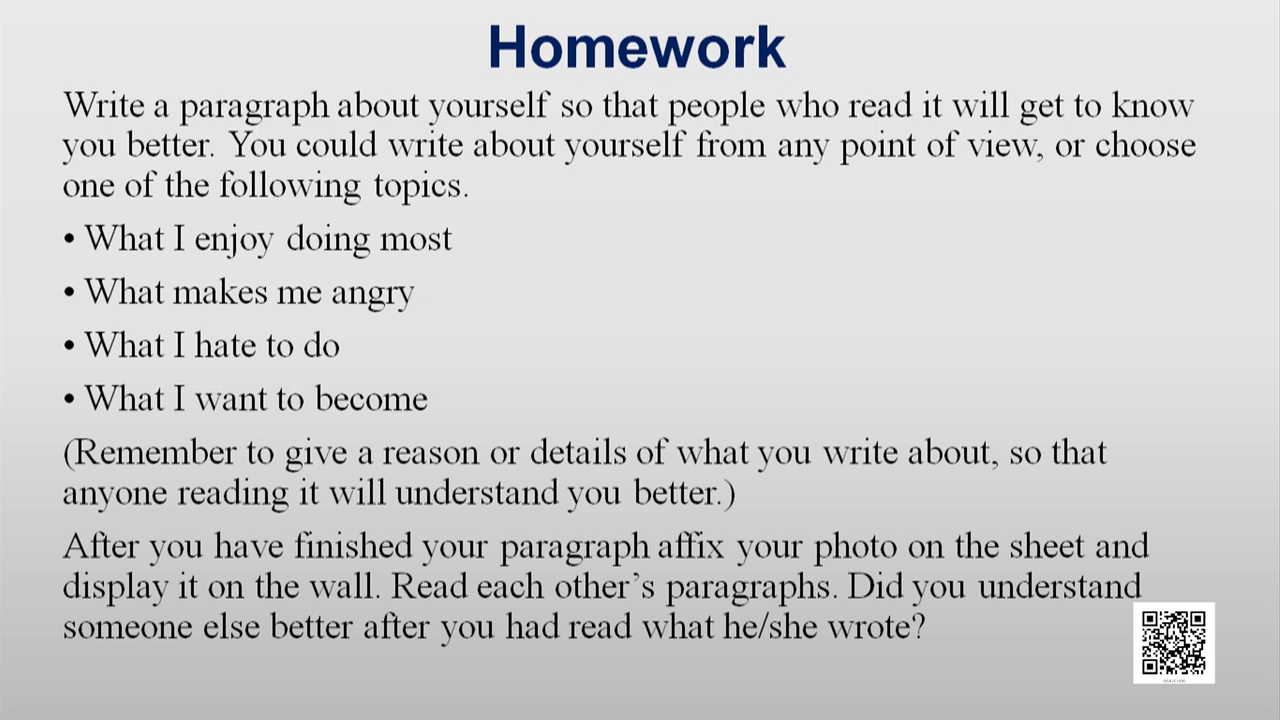 Homework
Write a paragraph about yourself so that people who read it will get to know
you better. You could write about yourself from any point of view, or choose
one of the following topics.
• What I enjoy doing most
• What makes me angry
• What I hate to do
• What I want to become
(Remember to give a reason or details of what you write about, so that
anyone reading it will understand you better.)
After you have finished your paragraph affix your photo on the sheet and
display it on the wall. Read each other’s paragraphs. Did you understand
someone else better after you had read what he/she wrote?